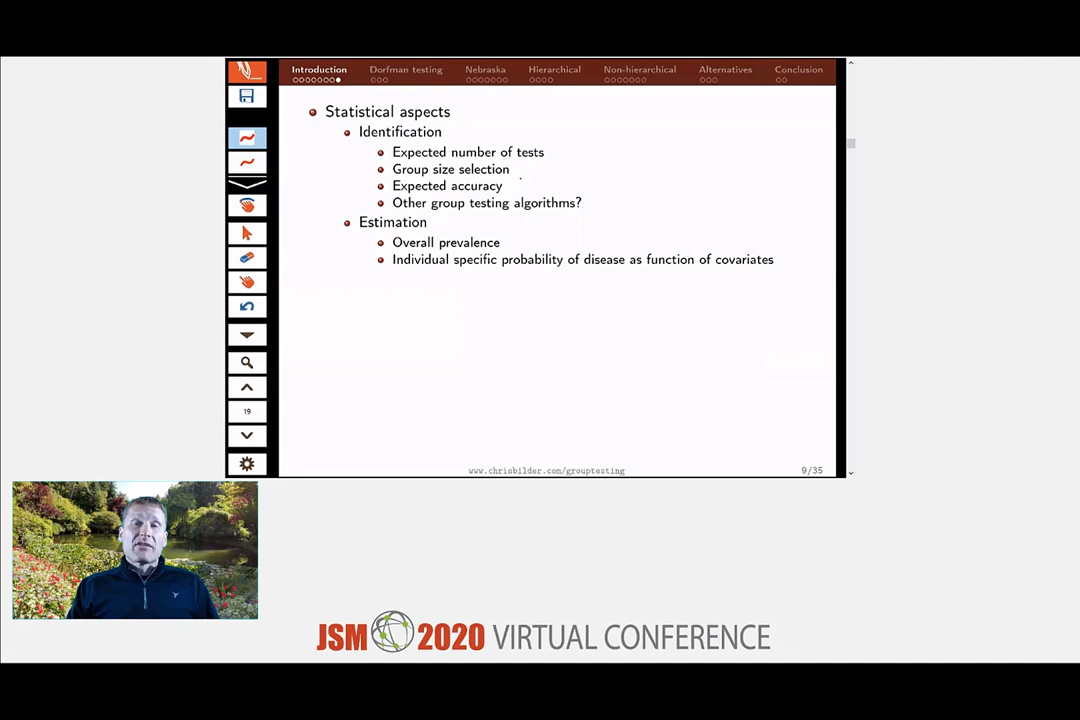 Introduction Dorfman testing Nebraska Hierarchical Non-hierarchical Alternatives Conclusion
Statistical aspects
Identification
Expected number of tests
Group size selection
Expected accuracy
Other group testing algorithms?
Estimation
Overall prevalence
Individual specific probability of disease as function of covariates
19
www.chrisbilder.com/grouptesting 9/35
JSM 2020 VIRTUAL CONFERENCE